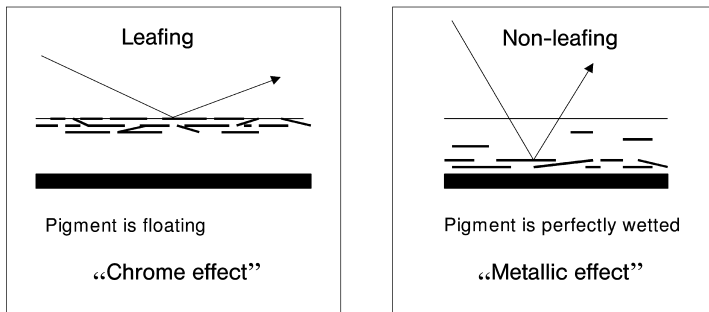 Leafing
Pigment is floating
„Chrome effect”
Non-leafing
Pigment is perfectly wetted
„Metallic effect”